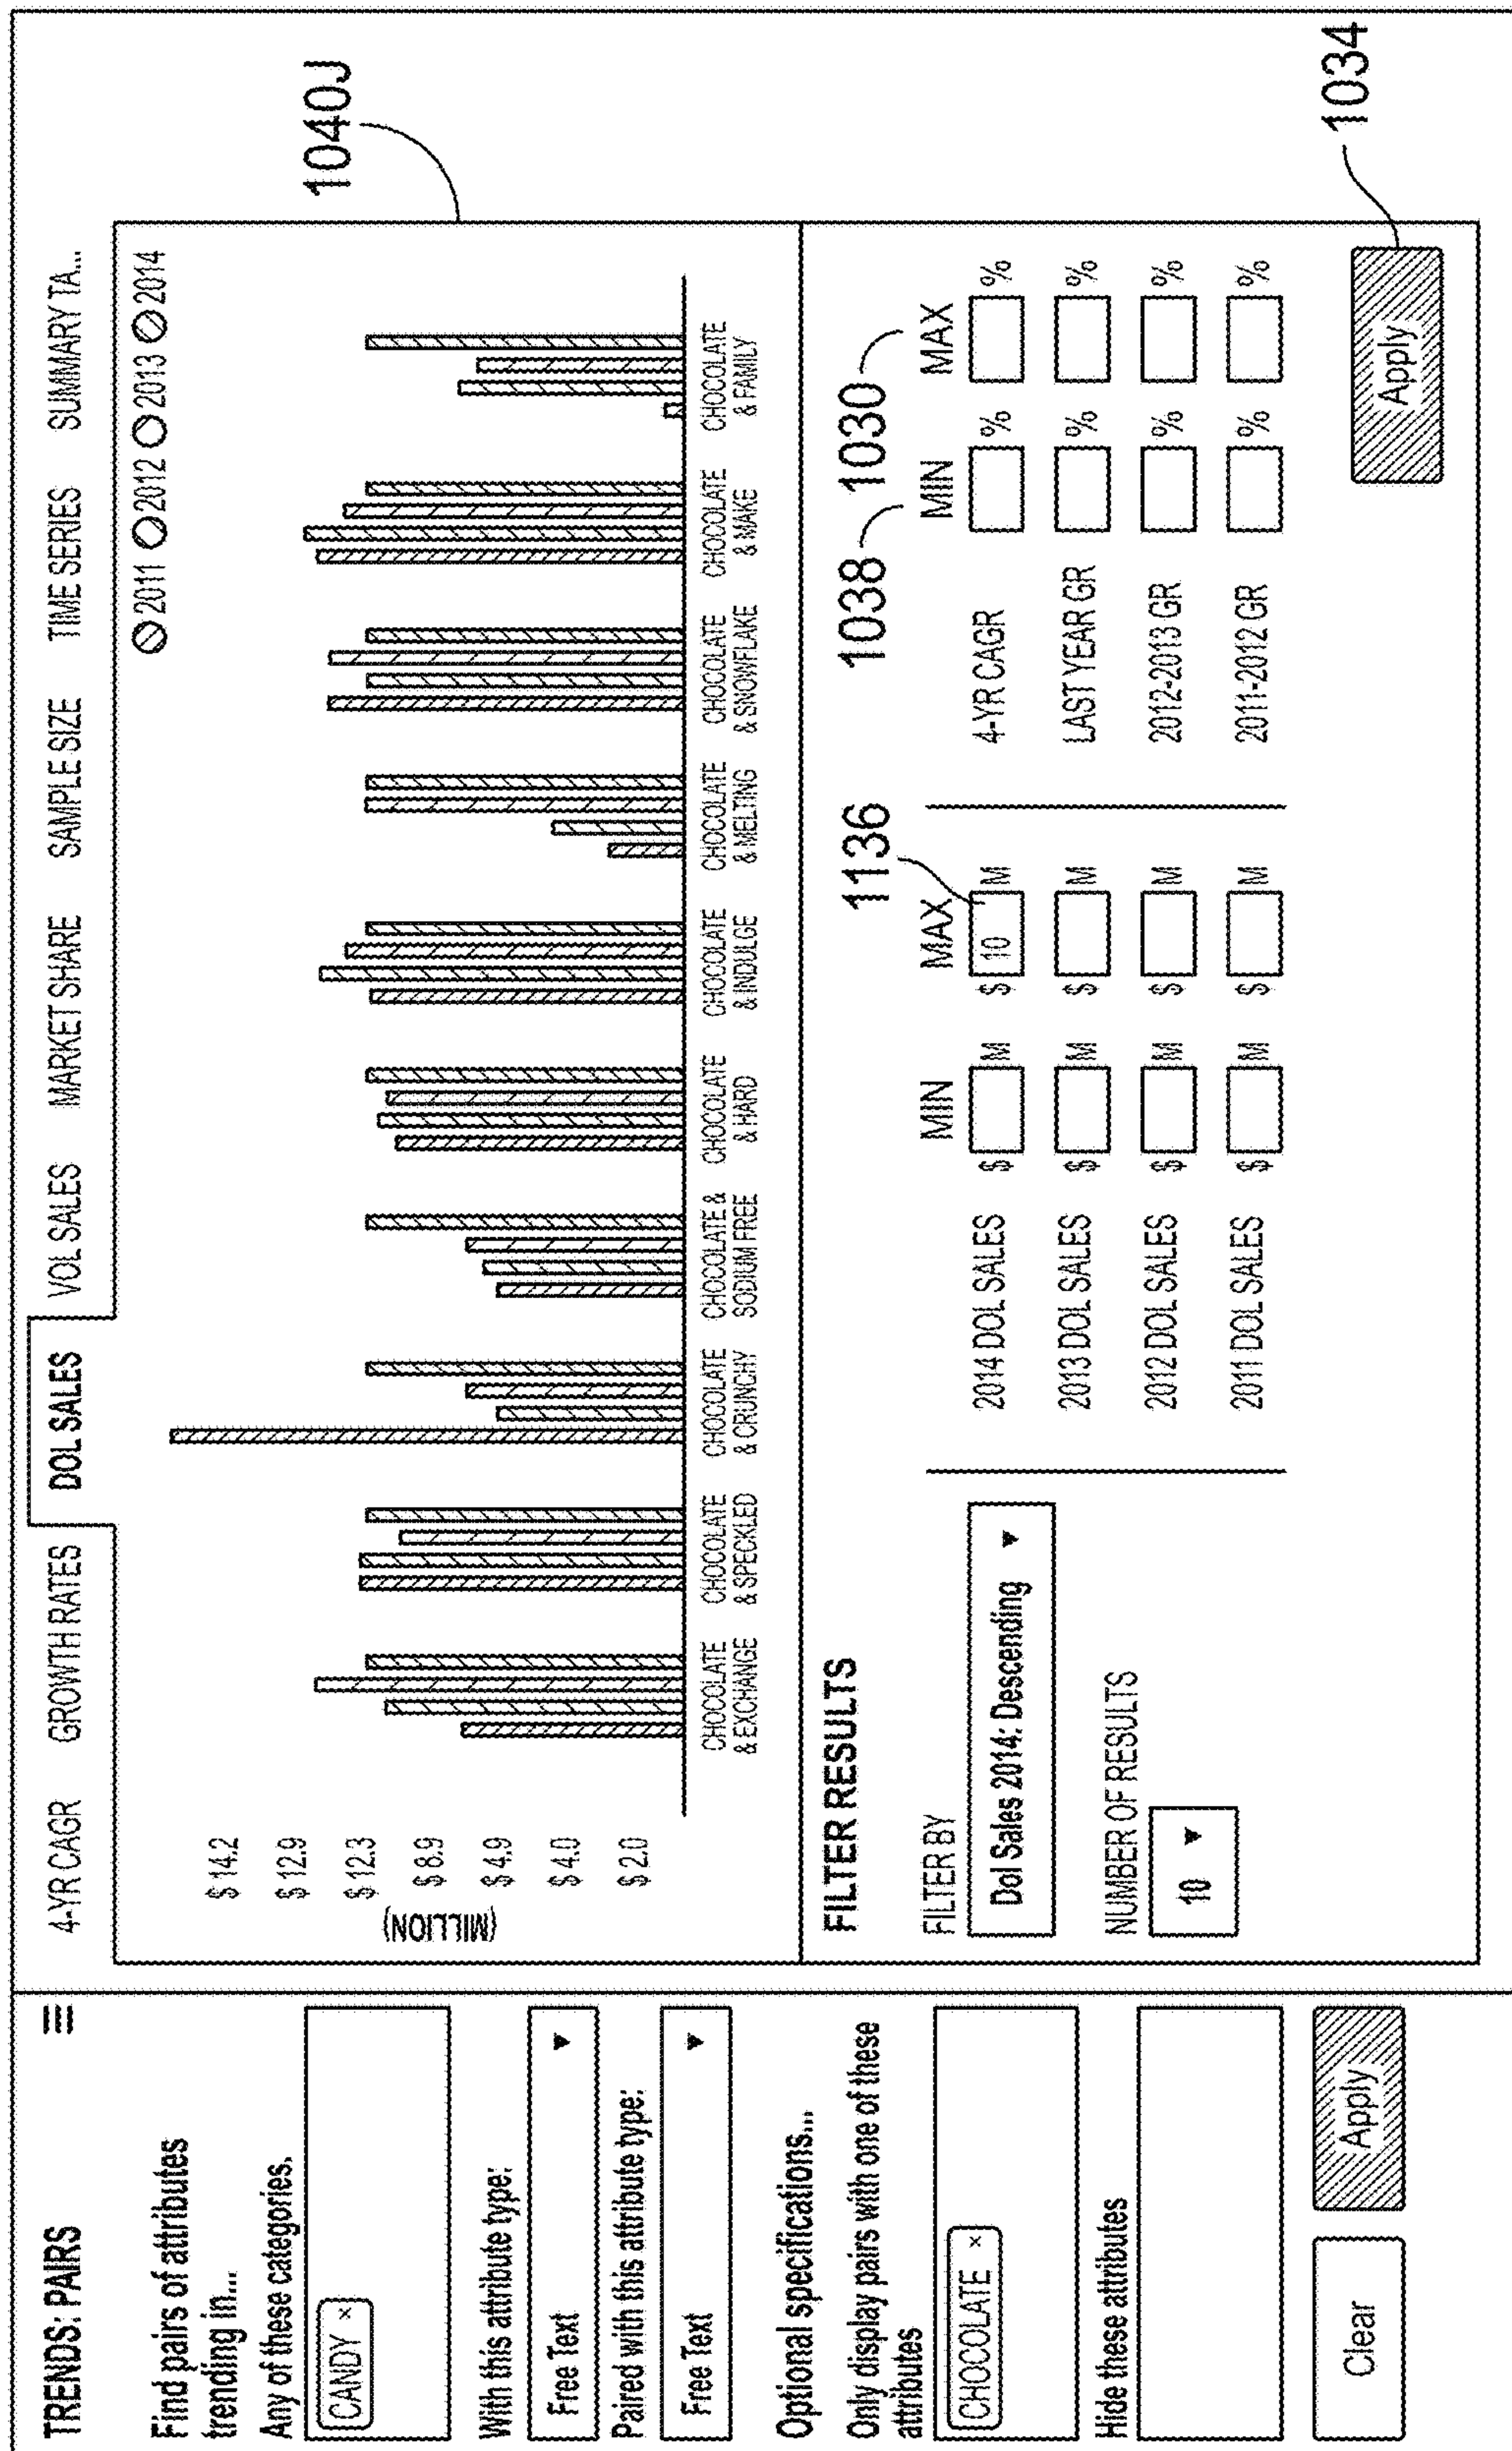 TRENDS: PAIRS
Find pairs of attributes
trending in...
Any of these categories.
CANDY ×
With this attribute type:
Free Text ▼
Paired with this attribute type:
Free Text ▼
Optional specifications...
Only display pairs with one of these
attributes
CHOCOLATE ×
Hide these attributes
Clear
Apply
4-YR CAGR
GROWTH RATES
DOL SALES
VOL SALES
MARKET SHARE
SAMPLE SIZE
TIME SERIES
SUMMARY TA...
2011 2012 2013 2014
1040J
(MILLION)
$ 14.2
$ 12.9
$ 12.3
$ 8.9
$ 4.9
$ 4.0
$ 2.0
CHOCOLATE
& EXCHANGE
CHOCOLATE
& SPECKLED
CHOCOLATE
& CRUNCHY
CHOCOLATE &
SODIUM FREE
CHOCOLATE
& HARD
CHOCOLATE
& INDULGE
CHOCOLATE
& MELTING
CHOCOLATE
& SNOWFLAKE
CHOCOLATE
& MAKE
CHOCOLATE
& FAMILY
FILTER RESULTS
FILTER BY
Dol Sales 2014: Descending ▼
NUMBER OF RESULTS
10 ▼
1136
MIN MAX
2014 DOL SALES $ M $ 10 M
2013 DOL SALES $ M $ M
2012 DOL SALES $ M $ M
2011 DOL SALES $ M $ M
1038 1030
MIN MAX
4-YR CAGR % %
LAST YEAR GR % %
2012-2013 GR % %
2011-2012 GR % %
Apply
1034